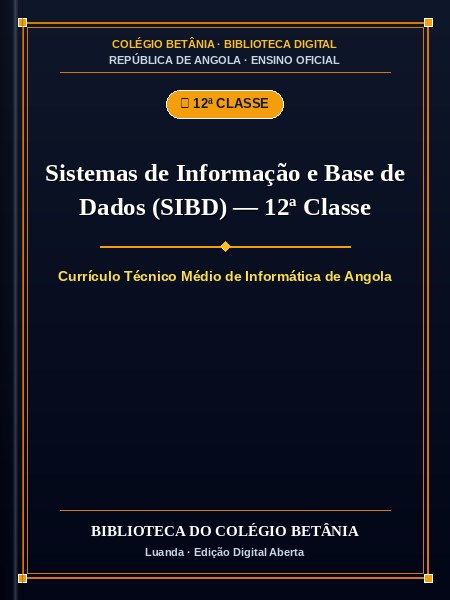 COLÉGIO BETÂNIA · BIBLIOTECA DIGITAL
REPÚBLICA DE ANGOLA · ENSINO OFICIAL
12ª CLASSE
Sistemas de Informação e Base de
Dados (SIBD) — 12ª Classe
Currículo Técnico Médio de Informática de Angola
BIBLIOTECA DO COLÉGIO BETÂNIA
Luanda · Edição Digital Aberta